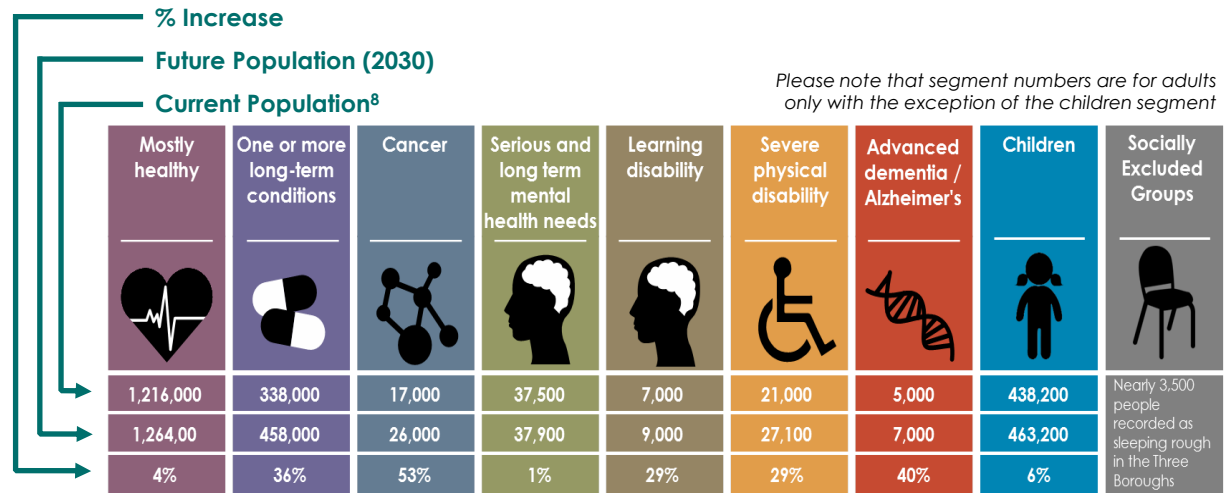 % Increase
Future Population (2030)
Current Population⁸
Please note that segment numbers are for adults
only with the exception of the children segment
Mostly
healthy
One or more
long-term
conditions
Cancer
Serious and
long term
mental
health needs
Learning
disability
Severe
physical
disability
Advanced
dementia /
Alzheimer's
Children
Socially
Excluded
Groups
1,216,000
338,000
17,000
37,500
7,000
21,000
5,000
438,200
1,264,00
458,000
26,000
37,900
9,000
27,100
7,000
463,200
4%
36%
53%
1%
29%
29%
40%
6%
Nearly 3,500
people
recorded as
sleeping rough
in the Three
Boroughs